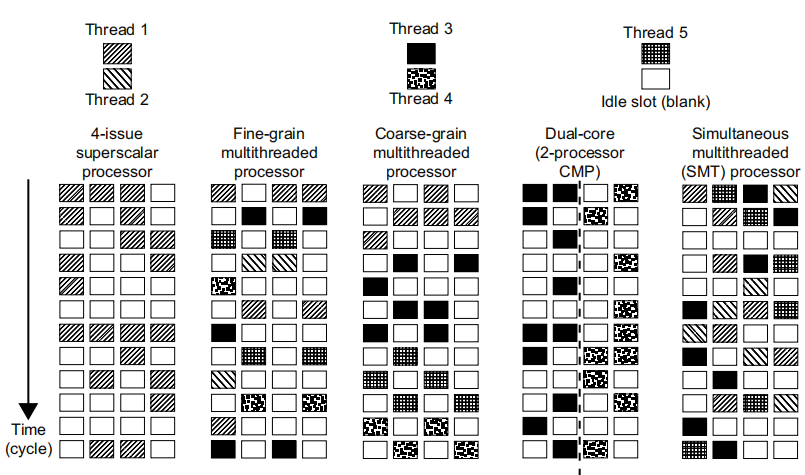 Thread 1
Thread 2
Thread 3
Thread 4
Thread 5
Idle slot (blank)
4-issue
superscalar
processor
Fine-grain
multithreaded
processor
Coarse-grain
multithreaded
processor
Dual-core
(2-processor
CMP)
Simultaneous
multithreaded
(SMT) processor
Time
(cycle)